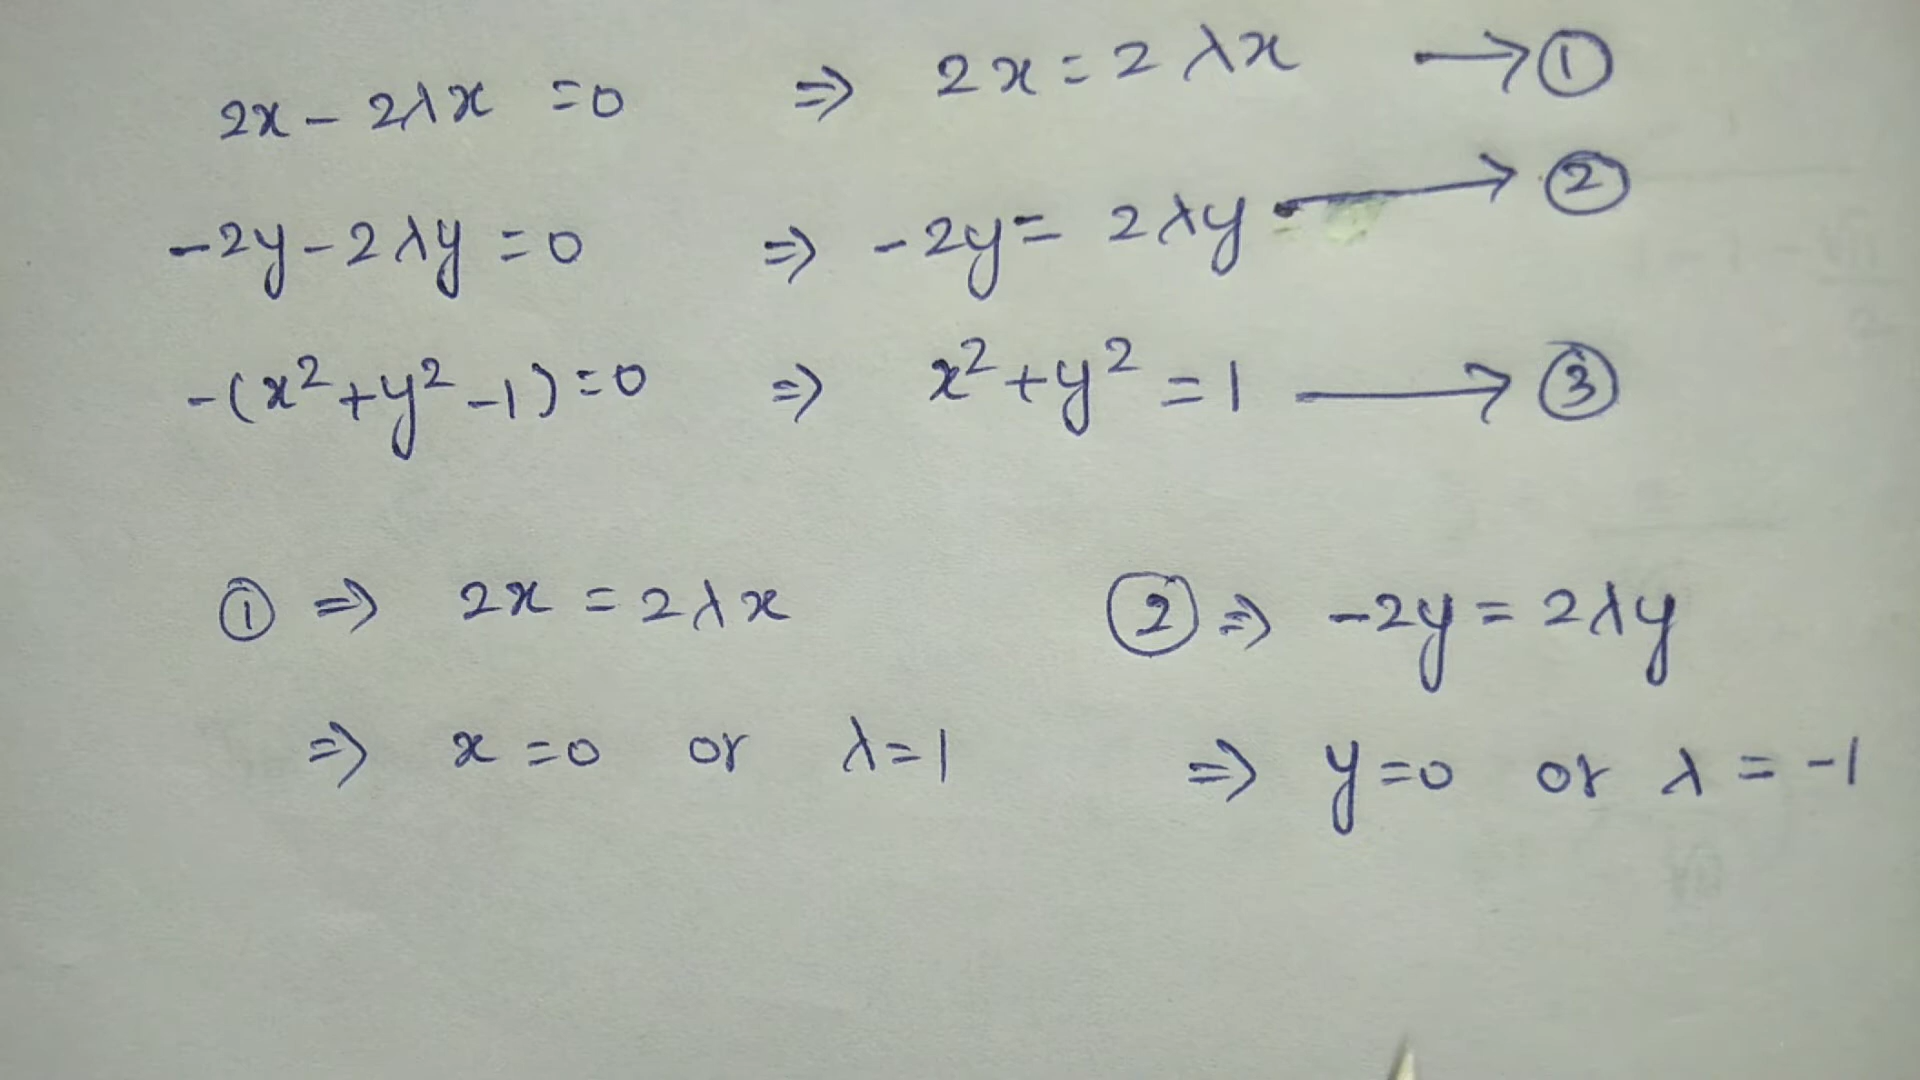 2x - 2λx = 0 ⇒ 2x = 2λx → ①
-2y - 2λy = 0 ⇒ -2y = 2λy → ②
-(x² + y² - 1) = 0 ⇒ x² + y² = 1 → ③
① ⇒ 2x = 2λx ② ⇒ -2y = 2λy
⇒ x = 0 or λ = 1 ⇒ y = 0 or λ = -1